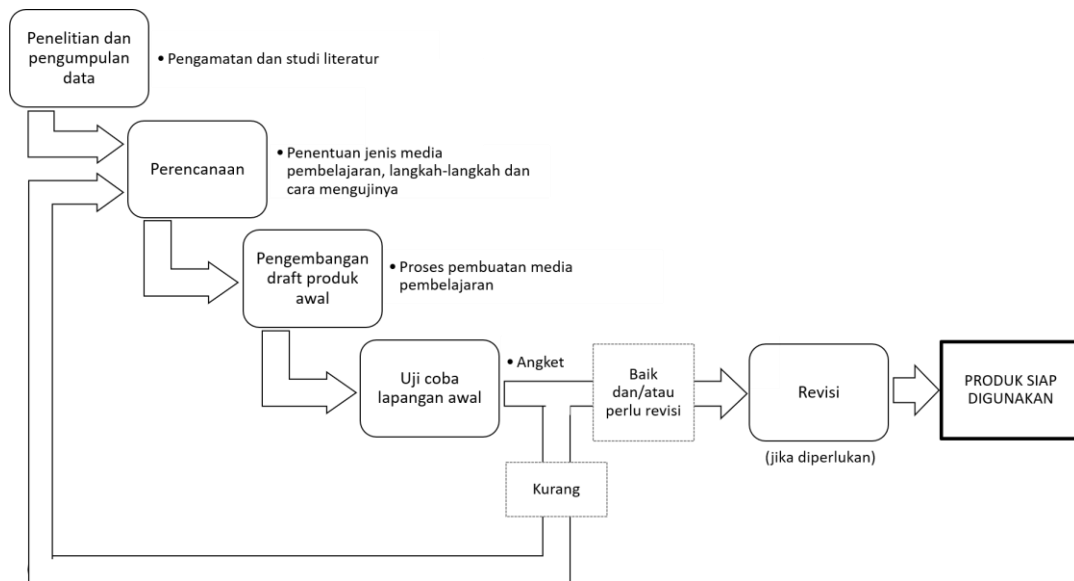 Penelitian dan
pengumpulan
data
• Pengamatan dan studi literatur
Perencanaan
• Penentuan jenis media
pembelajaran, langkah-langkah dan
cara mengujinya
Pengembangan
draft produk
awal
• Proses pembuatan media
pembelajaran
Uji coba
lapangan awal
• Angket
Baik
dan/atau
perlu revisi
Revisi
(jika diperlukan)
PRODUK SIAP
DIGUNAKAN
Kurang